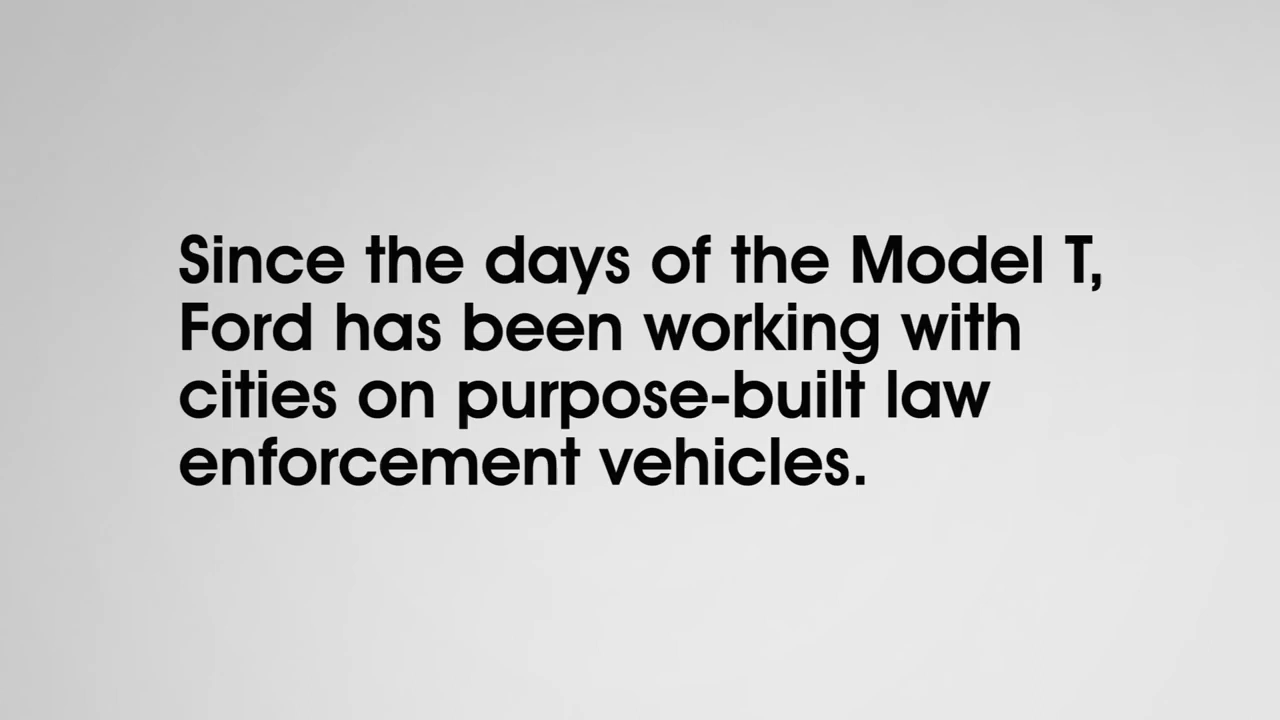 Since the days of the Model T,
Ford has been working with
cities on purpose-built law
enforcement vehicles.